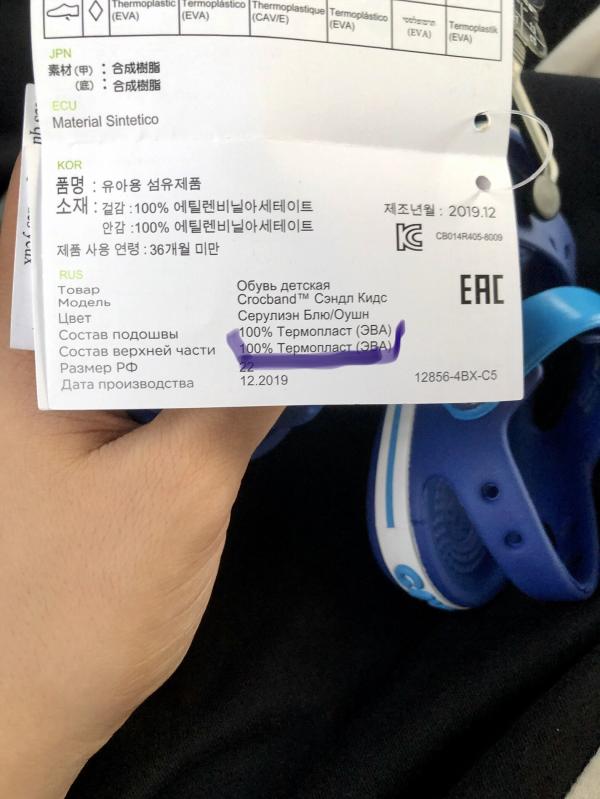 Thermoplastic Termoplastico Thermoplastique Termoplástico תרמופלסטי Termoplastik
(EVA) (EVA) (CAV/E) (EVA) (EVA) (EVA)
JPN
素材(甲) : 合成樹脂
(底) : 合成樹脂
ECU
Material Sintetico
KOR
품명 : 유아용 섬유제품
소재 : 겉감 :100% 에틸렌비닐아세테이트
안감 :100% 에틸렌비닐아세테이트
제품 사용 연령 : 36개월 미만
제조년월 : 2019.12
CB014R405-8009
RUS
Товар Обувь детская
Модель Crocband™ Сэндл Кидс
Цвет Серулиэн Блю/Оушн
Состав подошвы 100% Термопласт (ЭВА)
Состав верхней части 100% Термопласт (ЭВА)
Размер РФ 22
Дата производства 12.2019
EAC
12856-4BX-C5